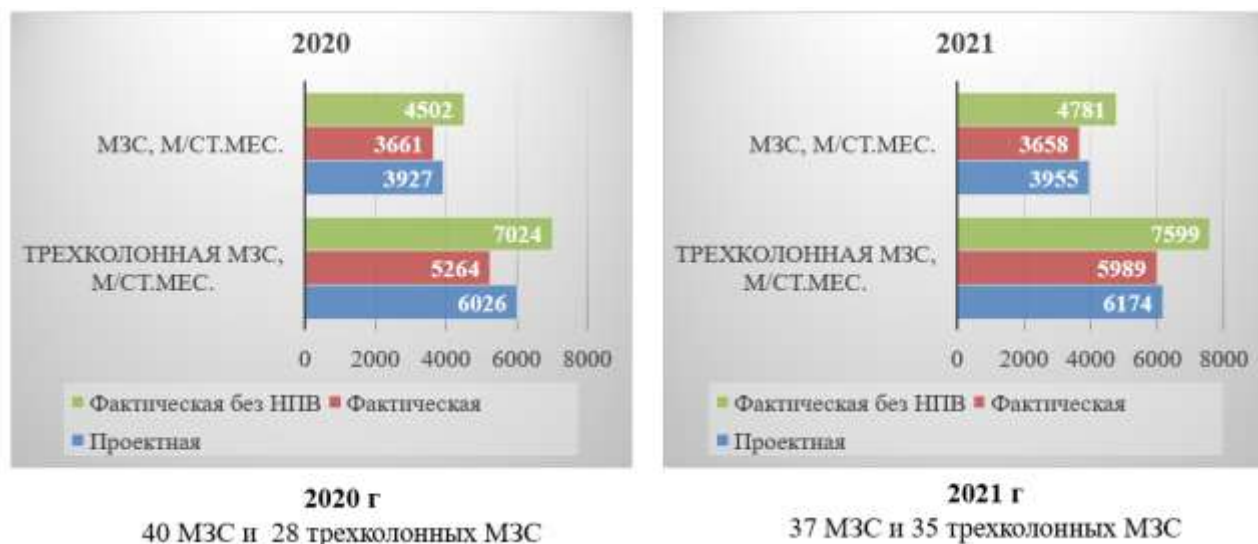 2020
МЗС, М/СТ.МЕС.
4502
3661
3927
ТРЕХКОЛОННАЯ МЗС,
М/СТ.МЕС.
7024
5264
6026
0 2000 4000 6000 8000
Фактическая без НПВ Фактическая
Проектная
2020 г
40 МЗС и 28 трехколонных МЗС
2021
МЗС, М/СТ.МЕС.
4781
3658
3955
ТРЕХКОЛОННАЯ МЗС,
М/СТ.МЕС.
7599
5989
6174
0 2000 4000 6000 8000
Фактическая без НПВ Фактическая
Проектная
2021 г
37 МЗС и 35 трехколонных МЗС